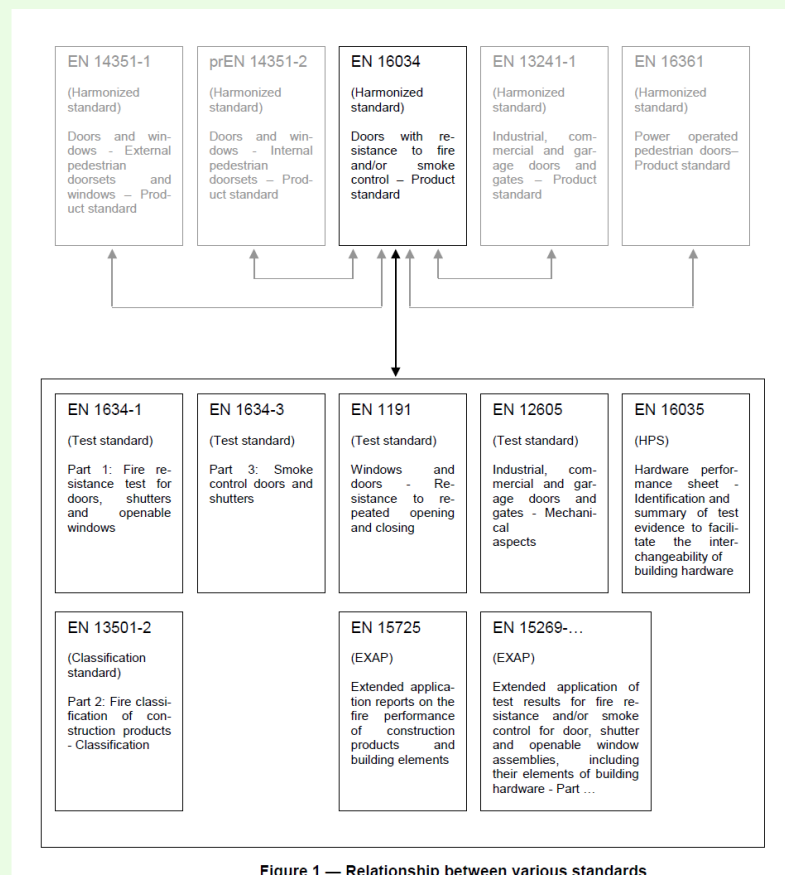 EN 14351-1
(Harmonized
standard)
Doors and win-
dows - External
pedestrian
doorsets and
windows – Prod-
uct standard
prEN 14351-2
(Harmonized
standard)
Doors and win-
dows - Internal
pedestrian
doorsets – Prod-
uct standard
EN 16034
(Harmonized
standard)
Doors with re-
sistance to fire
and/or smoke
control – Product
standard
EN 13241-1
(Harmonized
standard)
Industrial, com-
mercial and gar-
age doors and
gates – Product
standard
EN 16361
(Harmonized
standard)
Power operated
pedestrian doors–
Product standard
EN 1634-1
(Test standard)
Part 1: Fire re-
sistance test for
doors, shutters
and openable
windows
EN 1634-3
(Test standard)
Part 3: Smoke
control doors and
shutters
EN 1191
(Test standard)
Windows and
doors - Re-
sistance to re-
peated opening
and closing
EN 12605
(Test standard)
Industrial, com-
mercial and gar-
age doors and
gates - Mechani-
cal
aspects
EN 16035
(HPS)
Hardware perfor-
mance sheet -
Identification and
summary of test
evidence to facili-
tate the inter-
changeability of
building hardware
EN 13501-2
(Classification
standard)
Part 2: Fire classi-
fication of con-
struction products
- Classification
EN 15725
(EXAP)
Extended applica-
tion reports on the
fire performance
of construction
products and
building elements
EN 15269-…
(EXAP)
Extended application of
test results for fire re-
sistance and/or smoke
control for door, shutter
and openable window
assemblies, including
their elements of building
hardware - Part …
Figure 1 — Relationship between various standards